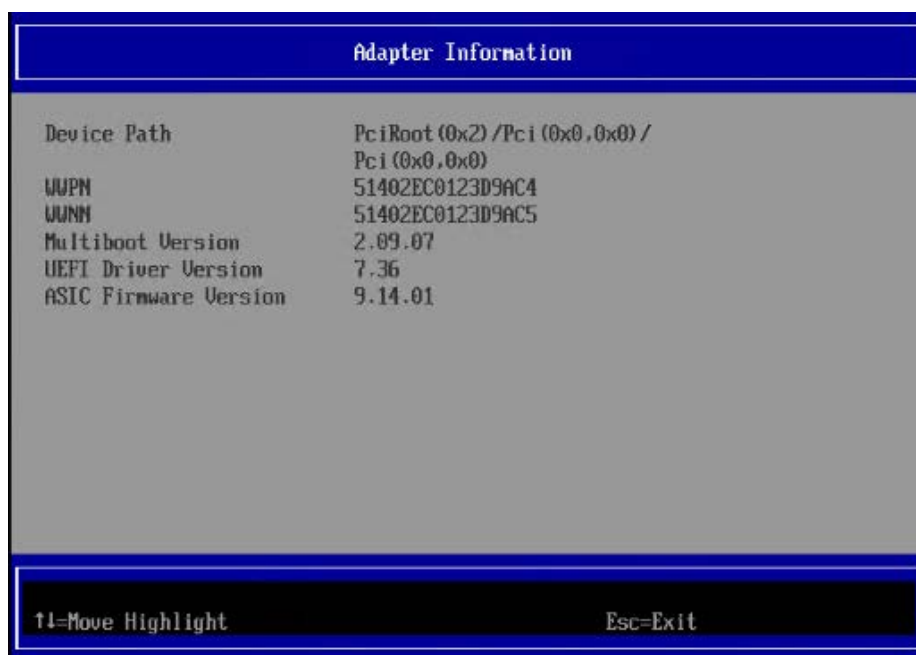 Adapter Information
Device Path PciRoot(0x2)/Pci(0x0,0x0)/
Pci(0x0,0x0)
WWPN 51402EC0123D9AC4
WWNN 51402EC0123D9AC5
Multiboot Version 2.09.07
UEFI Driver Version 7.36
ASIC Firmware Version 9.14.01
↑↓=Move Highlight Esc=Exit